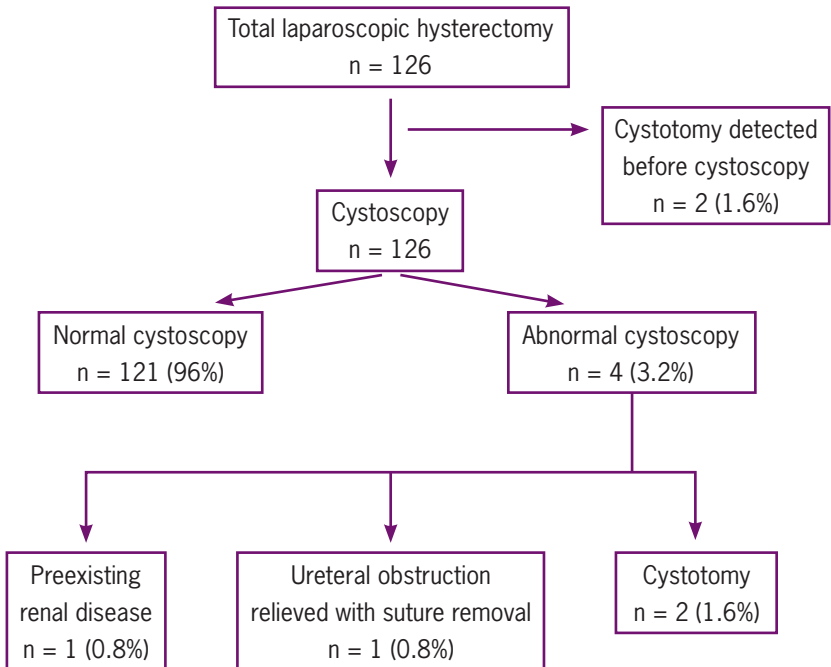 Total laparoscopic hysterectomy
n = 126
Cystotomy detected
before cystoscopy
n = 2 (1.6%)
Cystoscopy
n = 126
Normal cystoscopy
n = 121 (96%)
Abnormal cystoscopy
n = 4 (3.2%)
Preexisting
renal disease
n = 1 (0.8%)
Ureteral obstruction
relieved with suture removal
n = 1 (0.8%)
Cystotomy
n = 2 (1.6%)